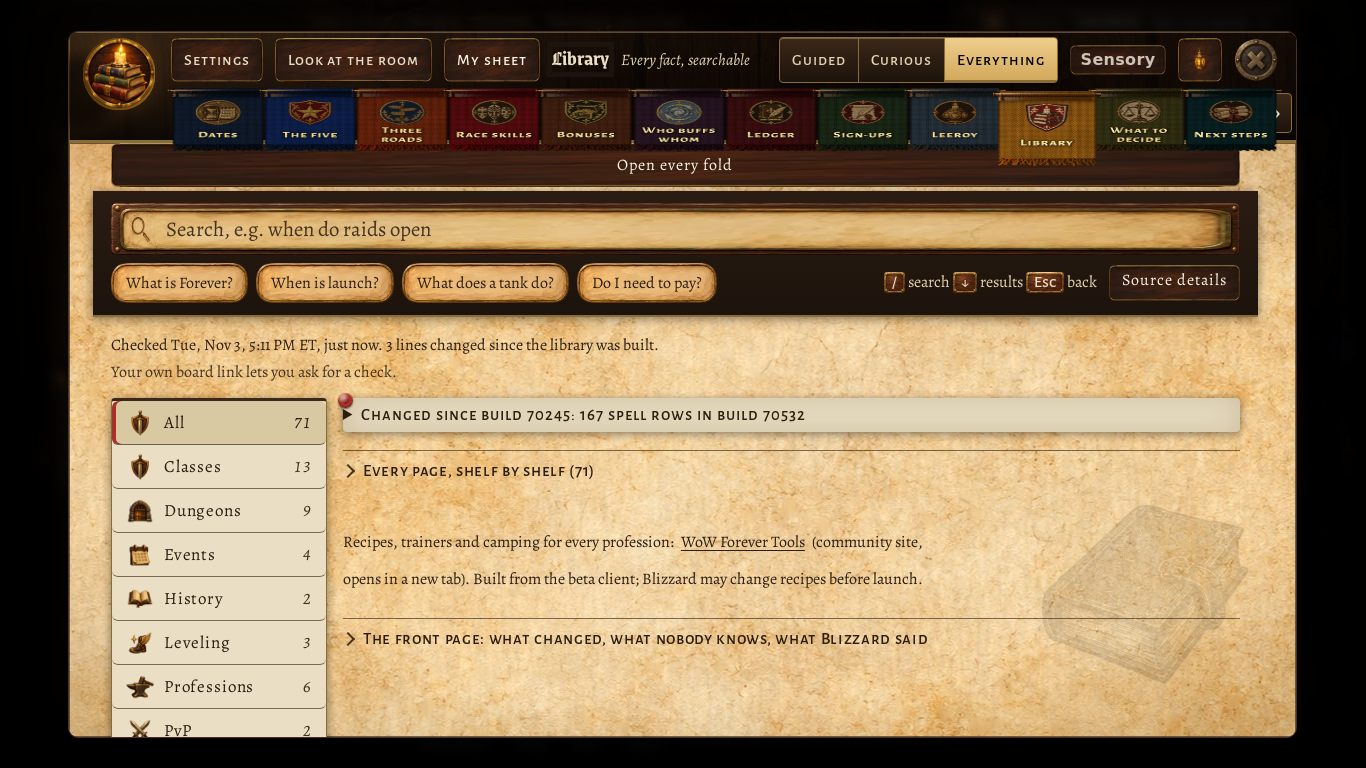 Settings
Look at the room
My sheet
Library
Every fact, searchable
Guided
Curious
Everything
Sensory
Dates
The Five
Three Roads
Race skills
Bonuses
Who buffs whom
Ledger
Sign-ups
Leeroy
Library
What to decide
Next steps
Open every fold
Search, e.g. when do raids open
What is Forever?
When is launch?
What does a tank do?
Do I need to pay?
/ search ↓ results Esc back
Source details
Checked Tue, Nov 3, 5:11 PM ET, just now. 3 lines changed since the library was built.
Your own board link lets you ask for a check.
All 71
Classes 13
Dungeons 9
Events 4
History 2
Leveling 3
Professions 6
PvP 2
Changed since build 70245: 167 spell rows in build 70532
Every page, shelf by shelf (71)
Recipes, trainers and camping for every profession: WoW Forever Tools (community site,
opens in a new tab). Built from the beta client; Blizzard may change recipes before launch.
The front page: what changed, what nobody knows, what Blizzard said